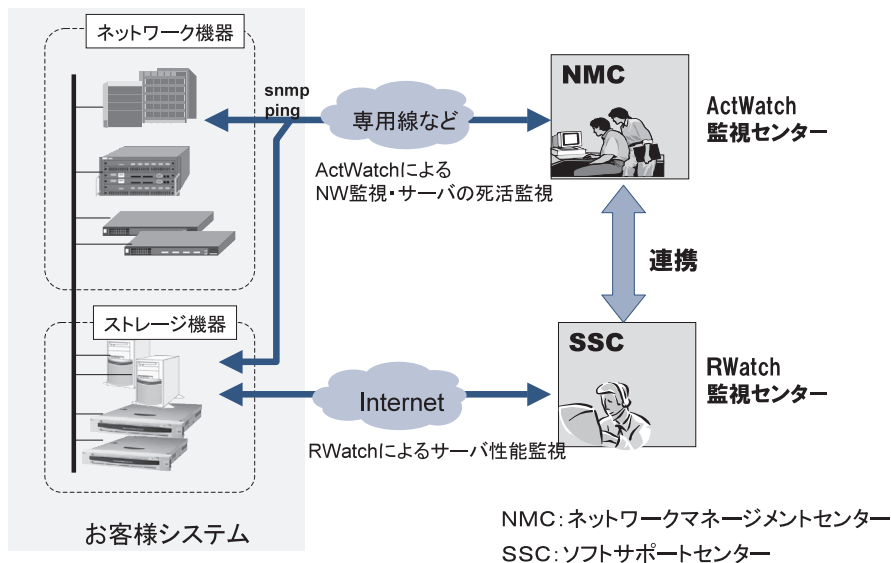 ネットワーク機器
snmp
ping
専用線など
NMC
ActWatch
監視センター
ActWatchによる
NW監視・サーバの死活監視
連携
ストレージ機器
Internet
SSC
RWatch
監視センター
RWatchによるサーバ性能監視
お客様システム
NMC：ネットワークマネージメントセンター
SSC：ソフトサポートセンター